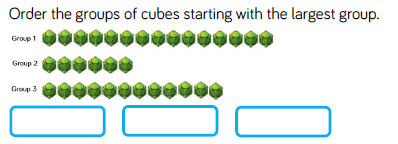 Order the groups of cubes starting with the largest group.
Group 1
Group 2
Group 3